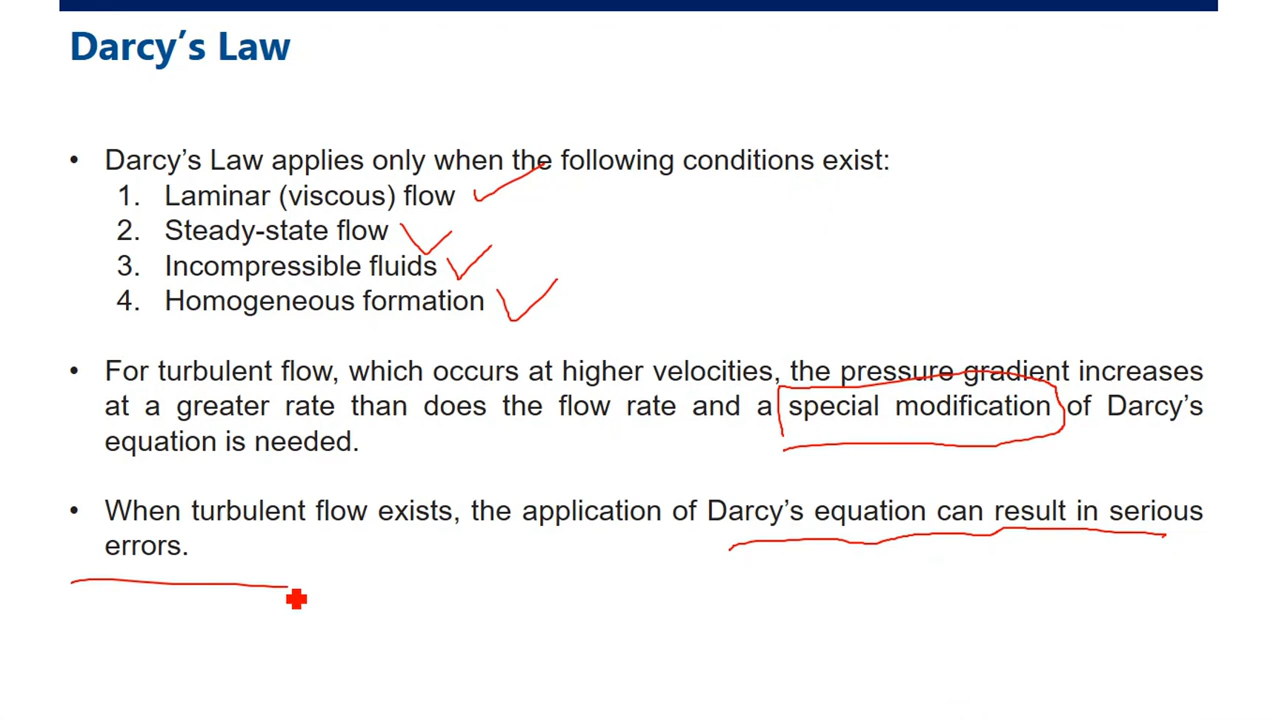 Darcy’s Law
• Darcy’s Law applies only when the following conditions exist:
1. Laminar (viscous) flow
2. Steady-state flow
3. Incompressible fluids
4. Homogeneous formation
• For turbulent flow, which occurs at higher velocities, the pressure gradient increases
at a greater rate than does the flow rate and a special modification of Darcy’s
equation is needed.
• When turbulent flow exists, the application of Darcy’s equation can result in serious
errors.